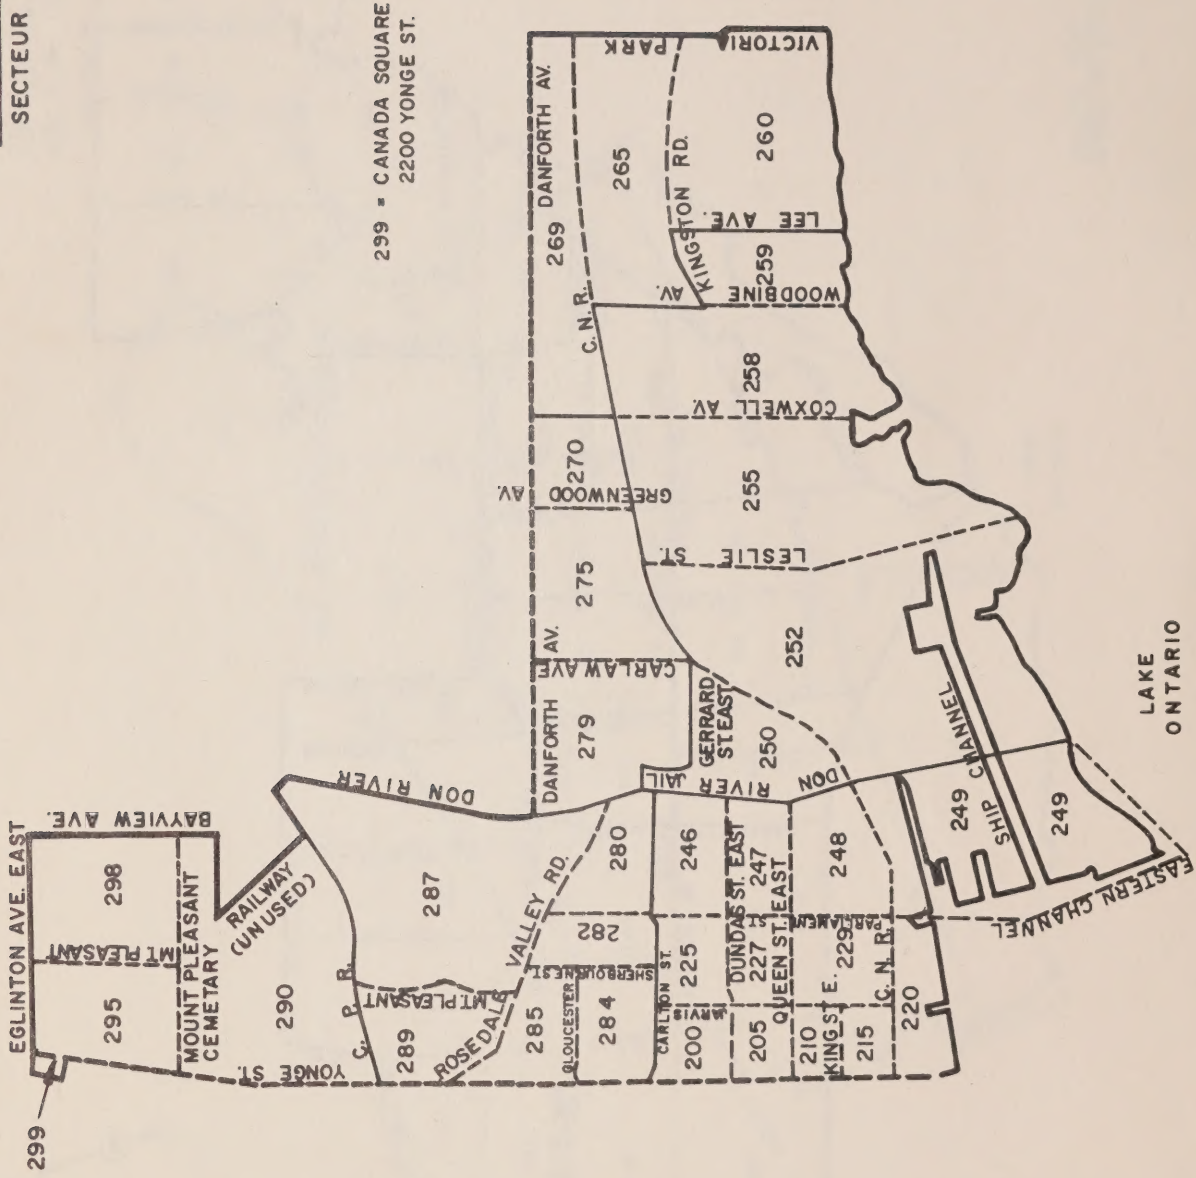 SECTEUR
299 = CANADA SQUARE
2200 YONGE ST.
299
EGLINTON AVE. EAST
295
MT. PLEASANT
298
BAYVIEW AVE.
MOUNT PLEASANT
CEMETARY
RAILWAY
(UNUSED)
YONGE ST.
290
C. P. R.
289
MT. PLEASANT
287
DON RIVER
ROSEDALE VALLEY RD.
285
SHERBOURNE ST.
282
280
GLOUCESTER
284
CARLTON ST.
200
JARVIS
225
246
JAIL
DUNDAS ST. EAST
205
227
247
QUEEN ST. EAST
210
KING ST E.
229
PARLIAMENT ST.
248
215
C. N. R.
220
DANFORTH AV.
279
CARLAW AVE
275
GREENWOOD AV.
270
269
DANFORTH AV.
C. N. R.
265
VICTORIA PARK
GERRARD
ST. EAST
250
DON RIVER
252
LESLIE ST.
255
COXWELL AV.
258
WOODBINE AV.
KINGSTON RD.
259
LEE AVE.
260
249
SHIP CHANNEL
249
EASTERN CHANNEL
LAKE
ONTARIO